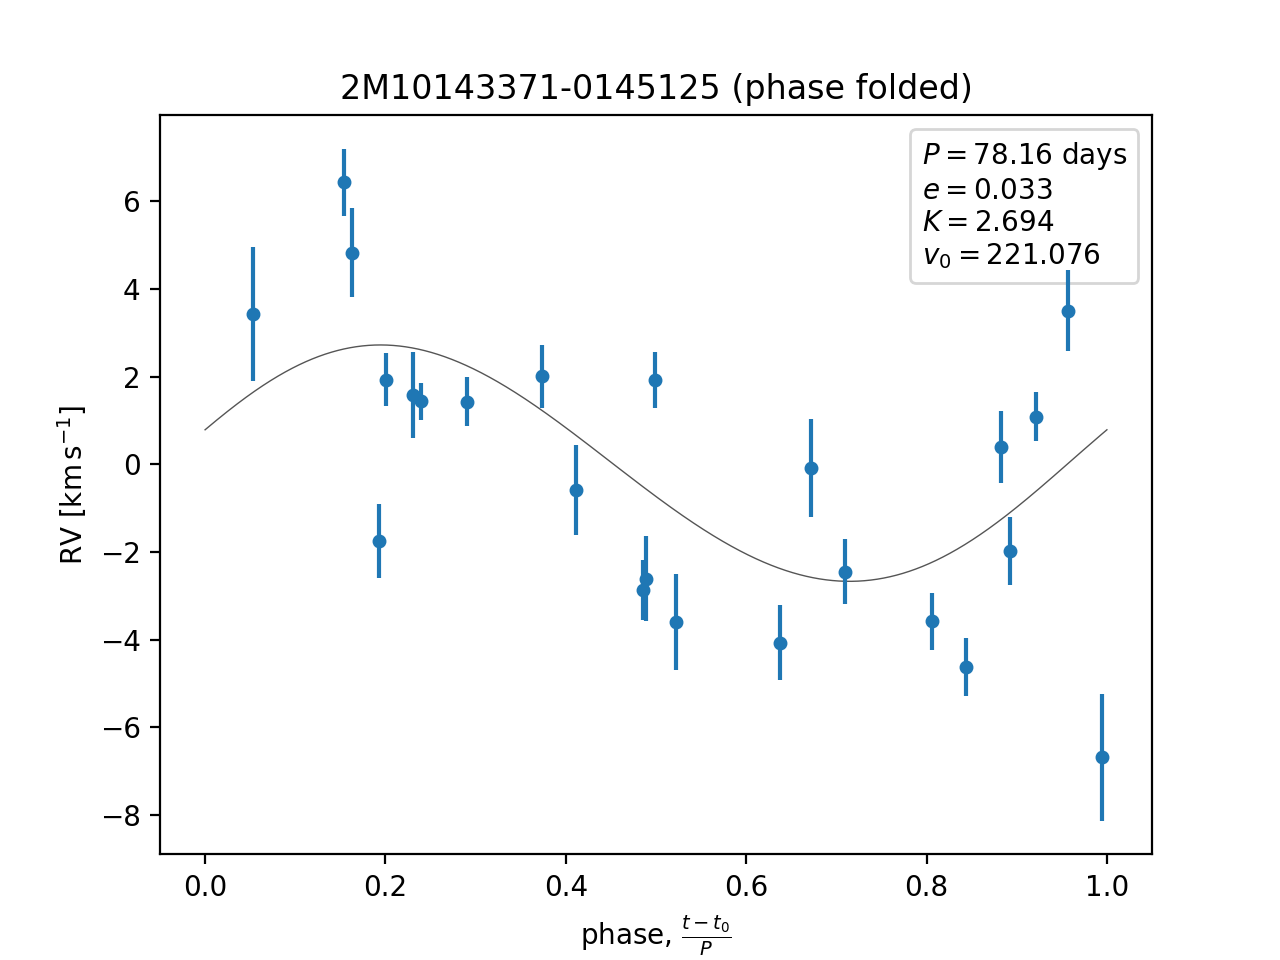 2M10143371-0145125 (phase folded)
P = 78.16 days
e = 0.033
K = 2.694
v₀ = 221.076
6
4
2
0
−2
−4
−6
−8
RV [km s⁻¹]
0.0 0.2 0.4 0.6 0.8 1.0
phase, (t − t₀)/P